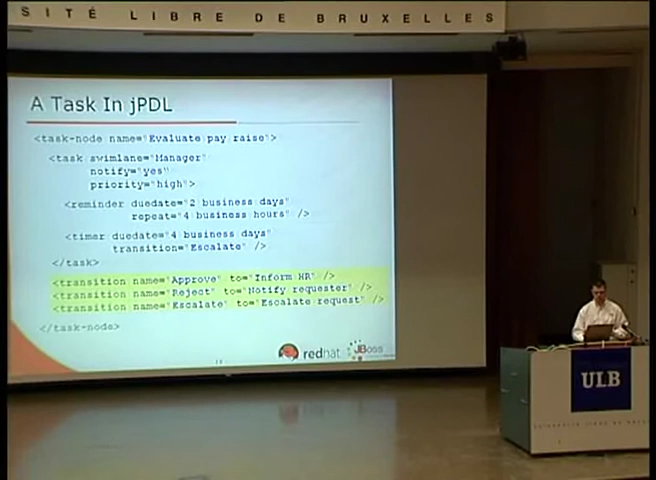 SITÉ LIBRE DE BRUXELLES
A Task In jPDL
<task-node name="Evaluate pay raise">
<task swimlane="Manager"
notify="yes"
priority="high">
<reminder duedate="2 business days"
repeat="4 business hours" />
<timer duedate="4 business days"
transition="Escalate" />
</task>
<transition name="Approve" to="Inform HR" />
<transition name="Reject" to="Notify requester" />
<transition name="Escalate" to="Escalate request" />
</task-node>
redhat JBoss
ULB